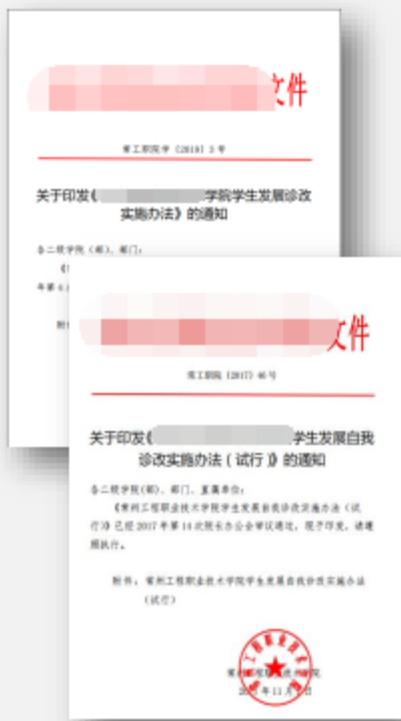 文件
常工职院学〔2018〕3号
关于印发《 学院学生发展诊改
实施办法》的通知
各二级学院(部)、部门:
《
年第
附
文件
常工职院〔2017〕46号
关于印发《 学生发展自我
诊改实施办法(试行)》的通知
各二级学院(部)、部门、直属单位:
《常州工程职业技术学院学生发展自我诊改实施办法(试
行)》已经2017年第14次院长办公会审议通过,现予印发,请遵
照执行。
附件:常州工程职业技术学院学生发展自我诊改实施办法
(试行)